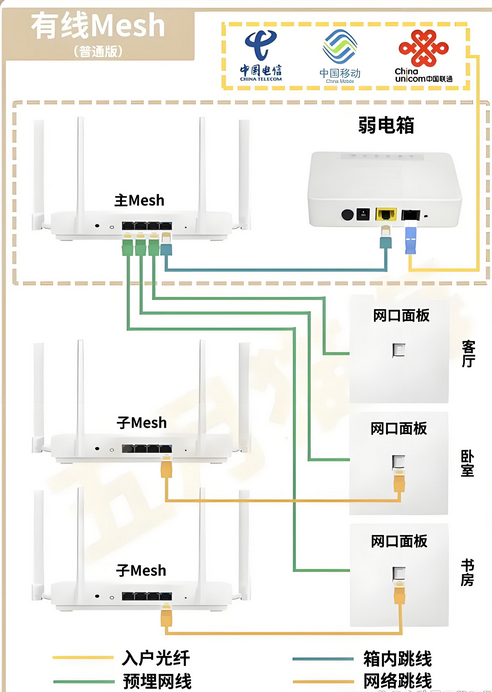 有线Mesh
（普通版）
中国电信
CHINA TELECOM
中国移动
China Mobile
China
unicom中国联通
弱电箱
主Mesh
网口面板
客厅
子Mesh
网口面板
卧室
网口面板
书房
子Mesh
入户光纤
箱内跳线
预埋网线
网络跳线